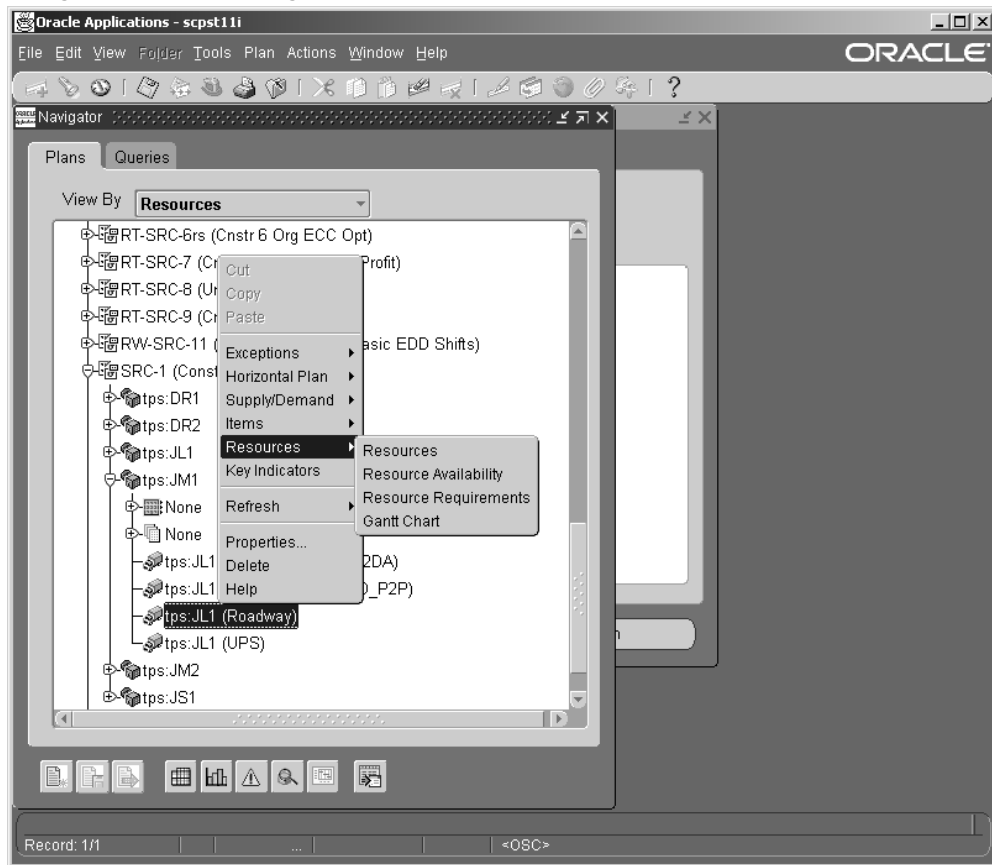 Oracle Applications - scpst11i
File Edit View Folder Tools Plan Actions Window Help
ORACLE
?
Navigator
Plans Queries
View By Resources
RT-SRC-6rs (Cnstr 6 Org ECC Opt)
RT-SRC-7 (Cr Profit)
RT-SRC-8 (Ur
RT-SRC-9 (Cr
RW-SRC-11 ( asic EDD Shifts)
SRC-1 (Const
tps:DR1
tps:DR2
tps:JL1
tps:JM1
None
None
tps:JL1 2DA)
tps:JL1 _P2P)
tps:JL1 (Roadway)
tps:JL1 (UPS)
tps:JM2
tps:JS1
Cut
Copy
Paste
Exceptions
Horizontal Plan
Supply/Demand
Items
Resources
Key Indicators
Refresh
Properties...
Delete
Help
Resources
Resource Availability
Resource Requirements
Gantt Chart
Record: 1/1 ... <OSC>